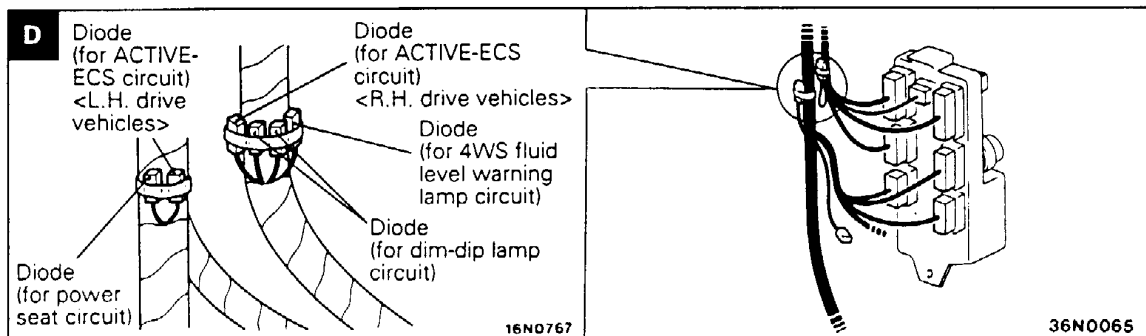 D
Diode
(for ACTIVE-
ECS circuit)
<L.H. drive
vehicles>
Diode
(for ACTIVE-ECS
circuit)
<R.H. drive vehicles>
Diode
(for 4WS fluid
level warning
lamp circuit)
Diode
(for dim-dip lamp
circuit)
Diode
(for power
seat circuit)
16N0767
36N0065